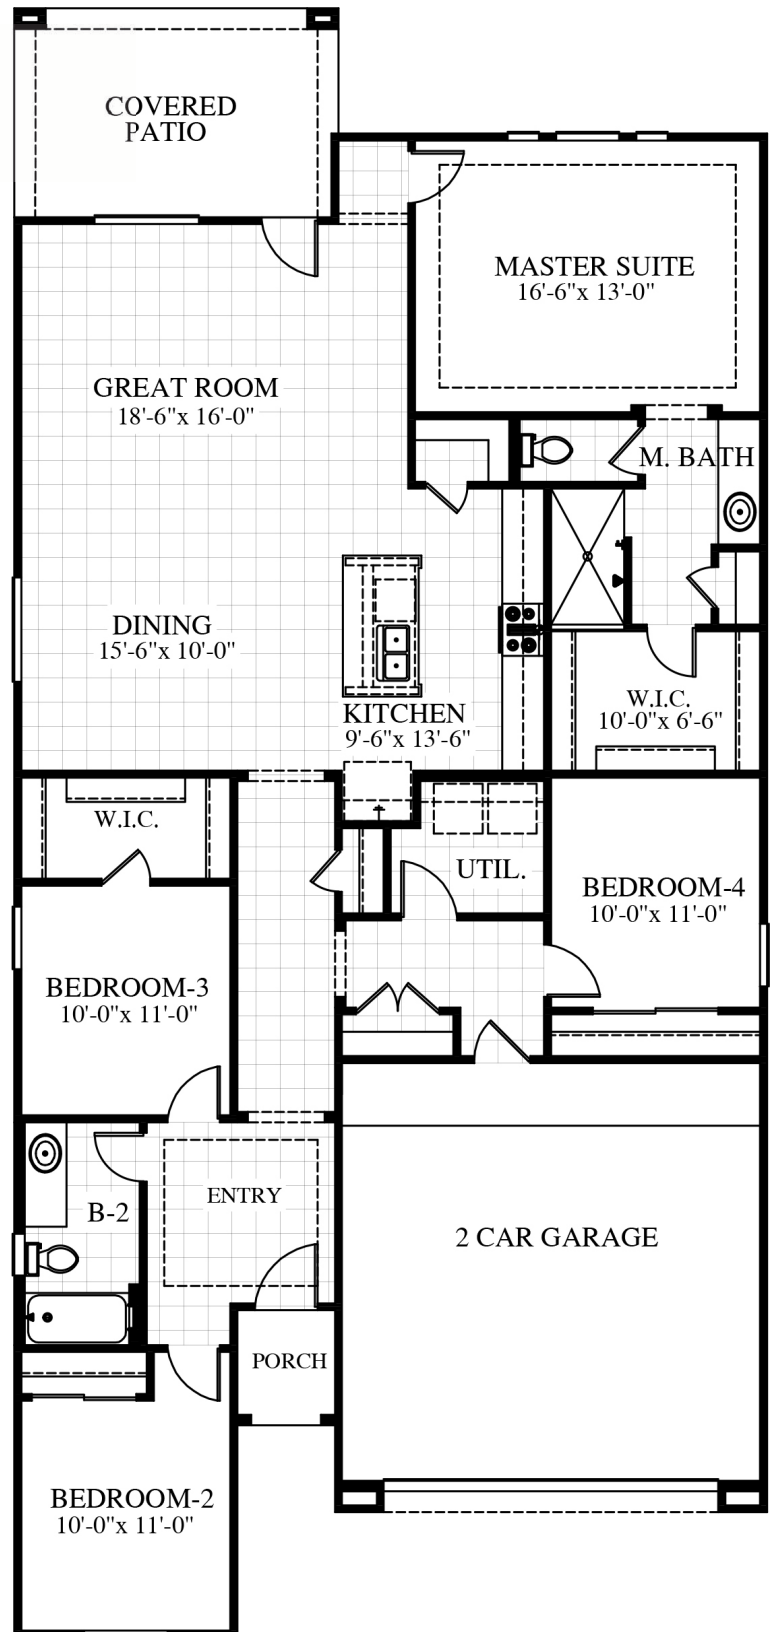 COVERED
PATIO
MASTER SUITE
16'-6"x 13'-0"
GREAT ROOM
18'-6"x 16'-0"
M. BATH
DINING
15'-6"x 10'-0"
KITCHEN
9'-6"x 13'-6"
W.I.C.
10'-0"x 6'-6"
W.I.C.
UTIL.
BEDROOM-4
10'-0"x 11'-0"
BEDROOM-3
10'-0"x 11'-0"
ENTRY
B-2
2 CAR GARAGE
PORCH
BEDROOM-2
10'-0"x 11'-0"